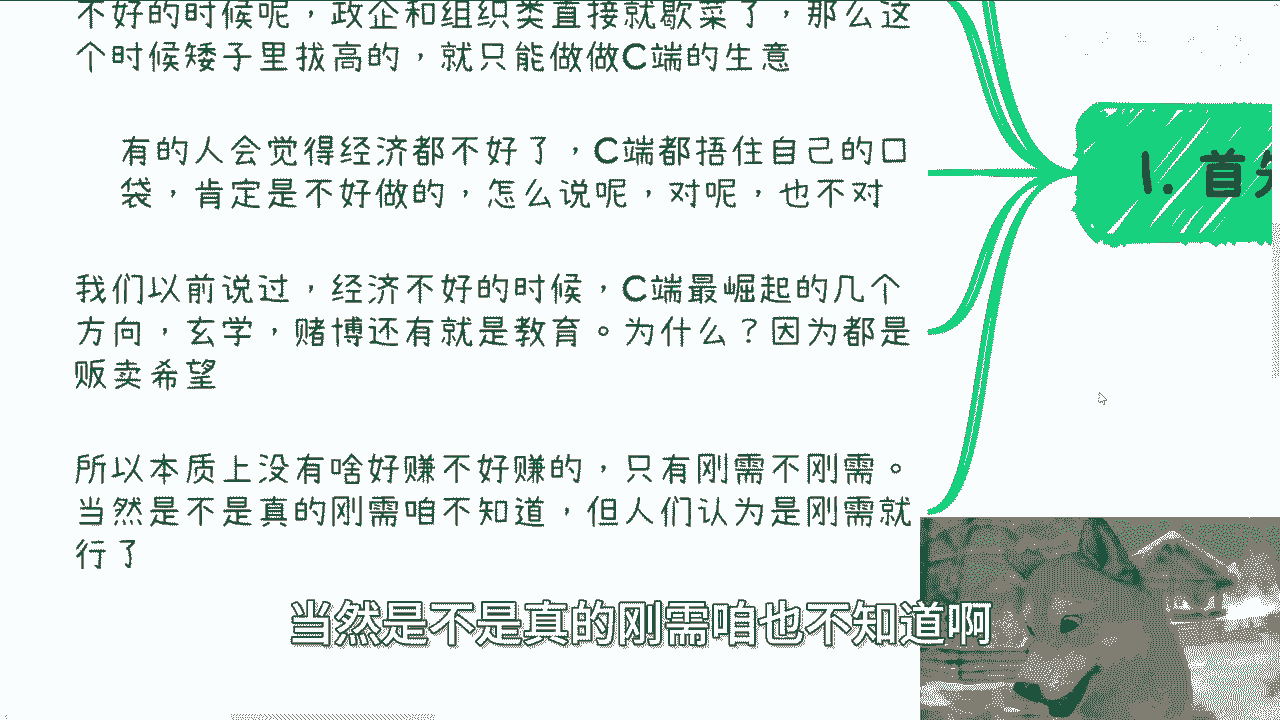 不好的时候呢，政企和组织类直接就歇菜了，那么这
个时候矮子里拔高的，就只能做做C端的生意
有的人会觉得经济都不好了，C端都捂住自己的口
袋，肯定是不好做的，怎么说呢，对呢，也不对
我们以前说过，经济不好的时候，C端最崛起的几个
方向，玄学，赌博还有就是教育。为什么？因为都是
贩卖希望
所以本质上没有啥好赚不好赚的，只有刚需不刚需。
当然是不是真的刚需咱不知道，但人们认为是刚需就
行了
1. 首先
当然是不是真的刚需咱也不知道啊